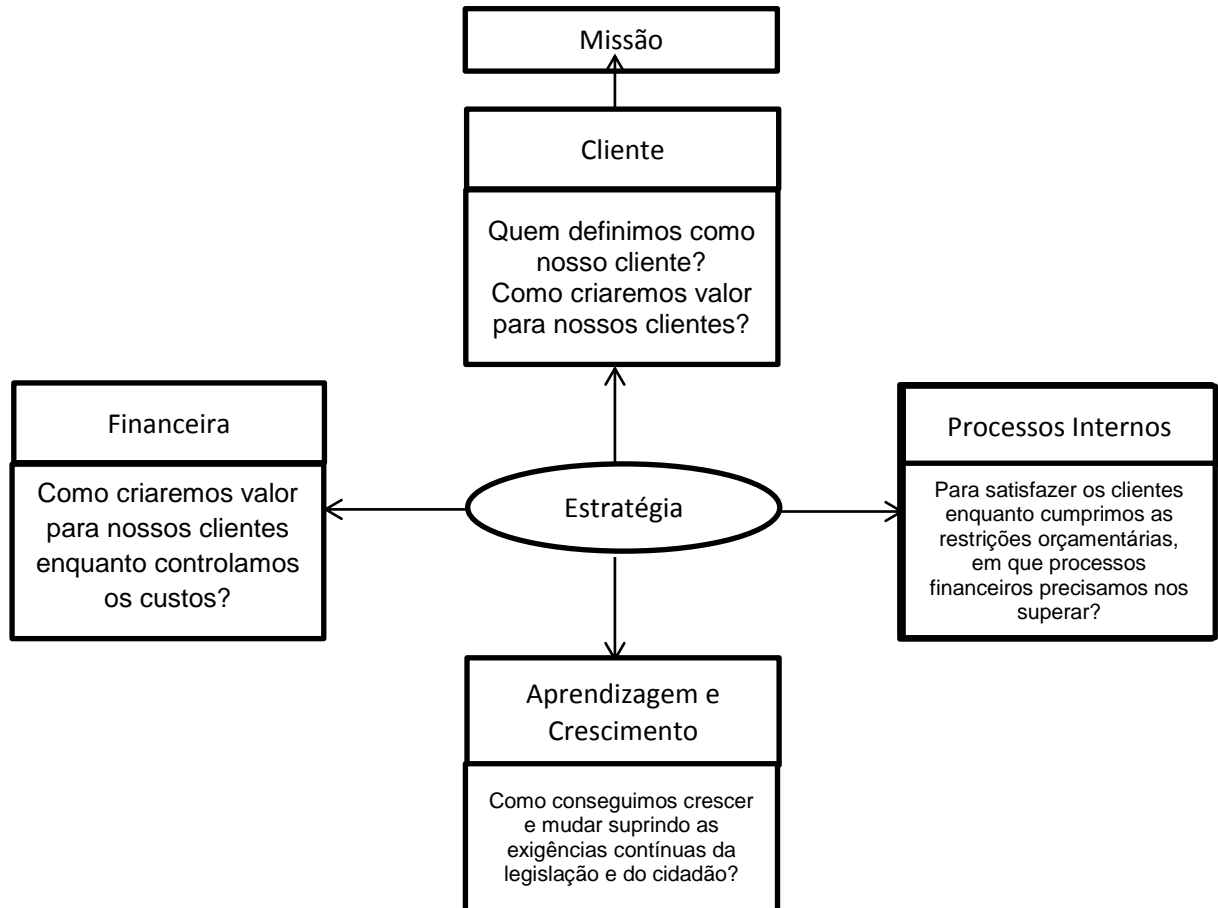 Missão
Cliente
Quem definimos como
nosso cliente?
Como criaremos valor
para nossos clientes?
Financeira
Como criaremos valor
para nossos clientes
enquanto controlamos
os custos?
Estratégia
Processos Internos
Para satisfazer os clientes
enquanto cumprimos as
restrições orçamentárias,
em que processos
financeiros precisamos nos
superar?
Aprendizagem e
Crescimento
Como conseguimos crescer
e mudar suprindo as
exigências contínuas da
legislação e do cidadão?